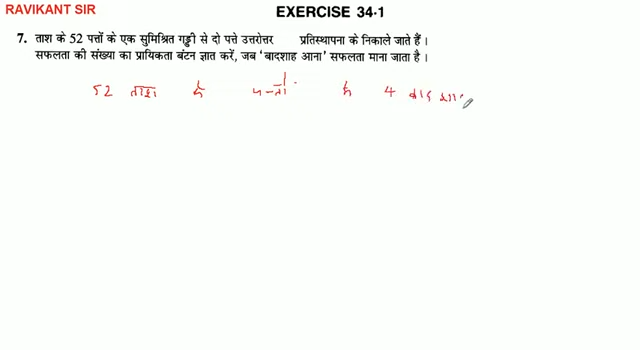 RAVIKANT SIR
EXERCISE 34·1
7. ताश के 52 पत्तों के एक सुमिश्रित गड्डी से दो पत्ते उत्तरोत्तर प्रतिस्थापना के निकाले जाते हैं।
सफलता की संख्या का प्रायिकता बंटन ज्ञात करें, जब 'बादशाह आना' सफलता माना जाता है।
52 ताश के पत्तों में 4